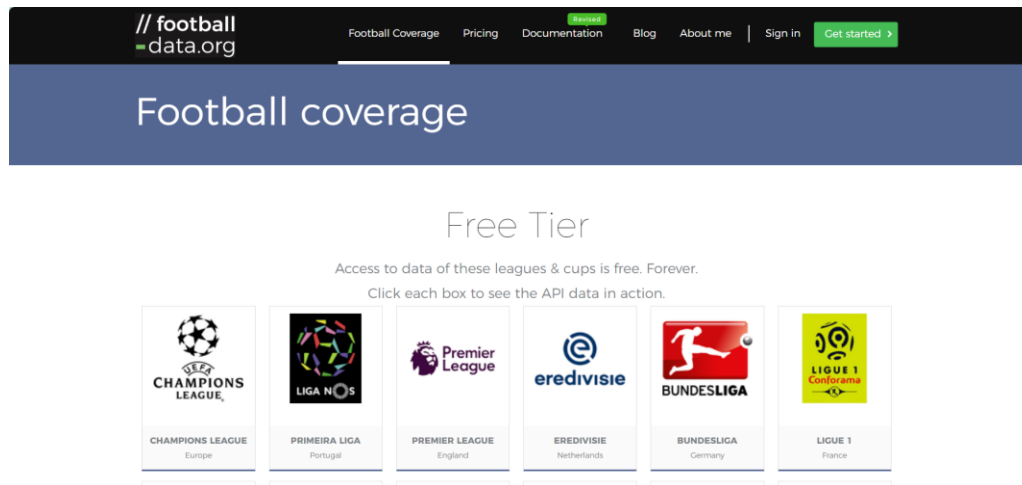 // football
-data.org
Football Coverage
Pricing
Revised
Documentation
Blog
About me
Sign in
Get started
Football coverage
Free Tier
Access to data of these leagues & cups is free. Forever.
Click each box to see the API data in action.
UEFA
CHAMPIONS
LEAGUE
LIGA NOS
Premier
League
eredivisie
BUNDESLIGA
LIGUE 1
Conforama
CHAMPIONS LEAGUE
Europe
PRIMEIRA LIGA
Portugal
PREMIER LEAGUE
England
EREDIVISIE
Netherlands
BUNDESLIGA
Germany
LIGUE 1
France